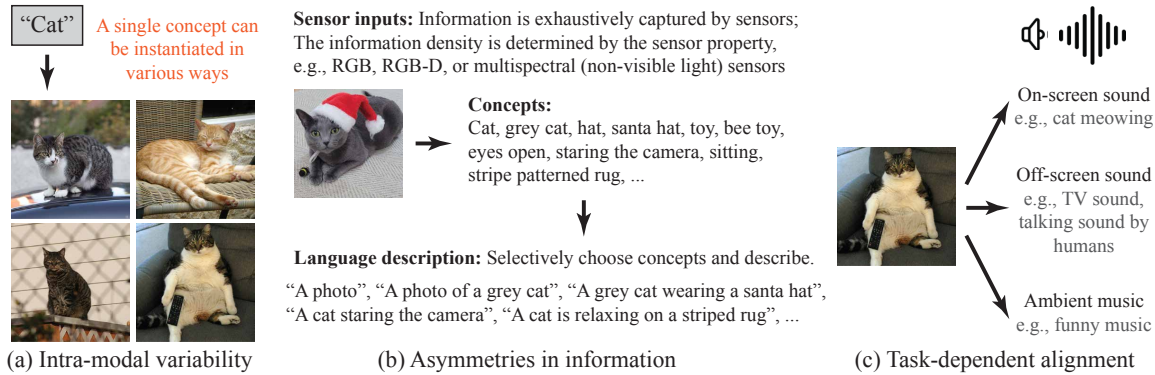 “Cat”
A single concept can
be instantiated in
various ways
(a) Intra-modal variability
Sensor inputs: Information is exhaustively captured by sensors;
The information density is determined by the sensor property,
e.g., RGB, RGB-D, or multispectral (non-visible light) sensors
Concepts:
Cat, grey cat, hat, santa hat, toy, bee toy,
eyes open, staring the camera, sitting,
stripe patterned rug, ...
Language description: Selectively choose concepts and describe.
“A photo”, “A photo of a grey cat”, “A grey cat wearing a santa hat”,
“A cat staring the camera”, “A cat is relaxing on a striped rug”, ...
(b) Asymmetries in information
On-screen sound
e.g., cat meowing
Off-screen sound
e.g., TV sound,
talking sound by
humans
Ambient music
e.g., funny music
(c) Task-dependent alignment